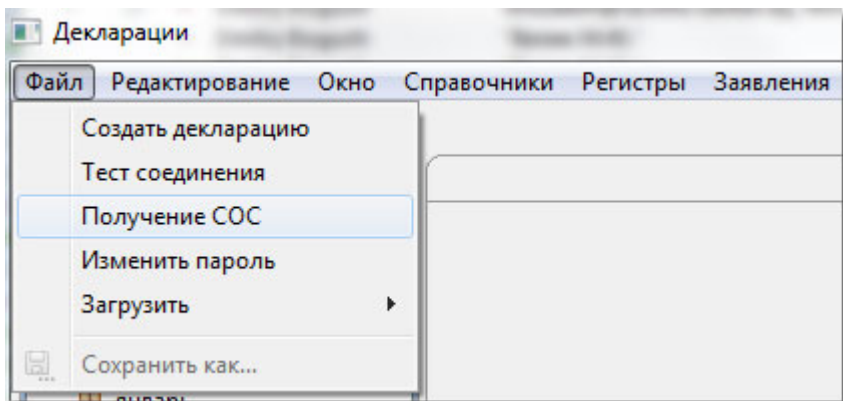 Декларации
Файл Редактирование Окно Справочники Регистры Заявления
Создать декларацию
Тест соединения
Получение СОС
Изменить пароль
Загрузить
Сохранить как...